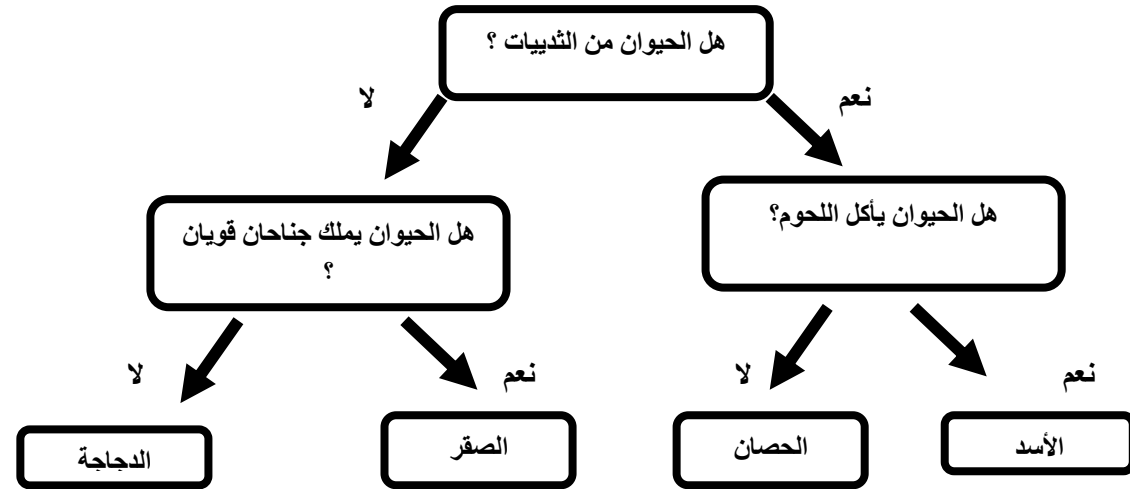 هل الحيوان من الثدييات ؟
نعم
لا
هل الحيوان يأكل اللحوم؟
هل الحيوان يملك جناحان قويان
؟
نعم
لا
نعم
لا
الأسد
الحصان
الصقر
الدجاجة